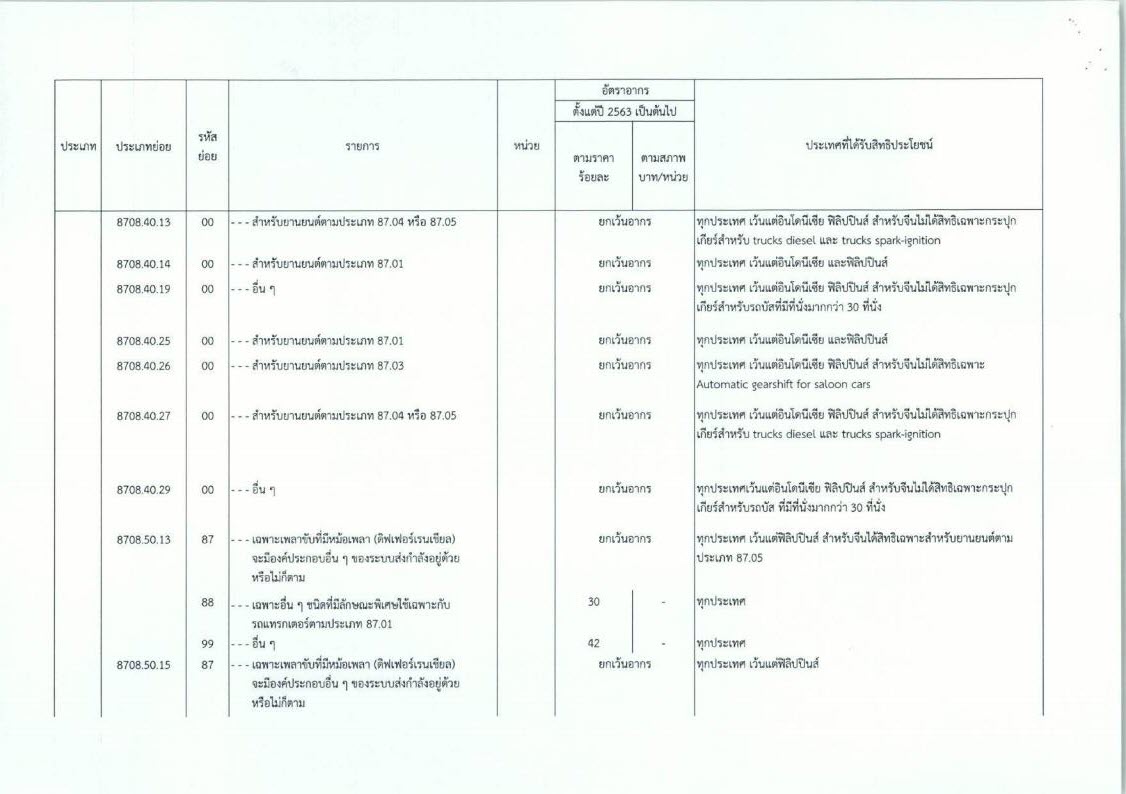 อัตราอากร
ตั้งแต่ปี 2563 เป็นต้นไป
ประเภท ประเภทย่อย รหัสย่อย รายการ หน่วย ตามราคา ร้อยละ ตามสภาพ บาท/หน่วย ประเทศที่ได้รับสิทธิประโยชน์
8708.40.13 00 - - - สำหรับยานยนต์ตามประเภท 87.04 หรือ 87.05 ยกเว้นอากร ทุกประเทศ เว้นแต่อินโดนีเซีย ฟิลิปปินส์ สำหรับจีนไม่ได้สิทธิเฉพาะกระปุก
เกียร์สำหรับ trucks diesel และ trucks spark-ignition
8708.40.14 00 - - - สำหรับยานยนต์ตามประเภท 87.01 ยกเว้นอากร ทุกประเทศ เว้นแต่อินโดนีเซีย และฟิลิปปินส์
8708.40.19 00 - - - อื่น ๆ ยกเว้นอากร ทุกประเทศ เว้นแต่อินโดนีเซีย ฟิลิปปินส์ สำหรับจีนไม่ได้สิทธิเฉพาะกระปุก
เกียร์สำหรับรถบัสที่มีที่นั่งมากกว่า 30 ที่นั่ง
8708.40.25 00 - - - สำหรับยานยนต์ตามประเภท 87.01 ยกเว้นอากร ทุกประเทศ เว้นแต่อินโดนีเซีย และฟิลิปปินส์
8708.40.26 00 - - - สำหรับยานยนต์ตามประเภท 87.03 ยกเว้นอากร ทุกประเทศ เว้นแต่อินโดนีเซีย ฟิลิปปินส์ สำหรับจีนไม่ได้สิทธิเฉพาะ
Automatic gearshift for saloon cars
8708.40.27 00 - - - สำหรับยานยนต์ตามประเภท 87.04 หรือ 87.05 ยกเว้นอากร ทุกประเทศ เว้นแต่อินโดนีเซีย ฟิลิปปินส์ สำหรับจีนไม่ได้สิทธิเฉพาะกระปุก
เกียร์สำหรับ trucks diesel และ trucks spark-ignition
8708.40.29 00 - - - อื่น ๆ ยกเว้นอากร ทุกประเทศเว้นแต่อินโดนีเซีย ฟิลิปปินส์ สำหรับจีนไม่ได้สิทธิเฉพาะกระปุก
เกียร์สำหรับรถบัส ที่มีที่นั่งมากกว่า 30 ที่นั่ง
8708.50.13 87 - - - เฉพาะเพลาขับที่มีหม้อเพลา (ดิฟเฟอร์เรนเชียล) ยกเว้นอากร ทุกประเทศ เว้นแต่ฟิลิปปินส์ สำหรับจีนได้สิทธิเฉพาะสำหรับยานยนต์ตาม
จะมีองค์ประกอบอื่น ๆ ของระบบส่งกำลังอยู่ด้วย ประเภท 87.05
หรือไม่ก็ตาม
88 - - - เฉพาะอื่น ๆ ชนิดที่มีลักษณะพิเศษใช้เฉพาะกับ 30 - ทุกประเทศ
รถแทรกเตอร์ตามประเภท 87.01
99 - - - อื่น ๆ 42 - ทุกประเทศ
8708.50.15 87 - - - เฉพาะเพลาขับที่มีหม้อเพลา (ดิฟเฟอร์เรนเชียล) ยกเว้นอากร ทุกประเทศ เว้นแต่ฟิลิปปินส์
จะมีองค์ประกอบอื่น ๆ ของระบบส่งกำลังอยู่ด้วย
หรือไม่ก็ตาม